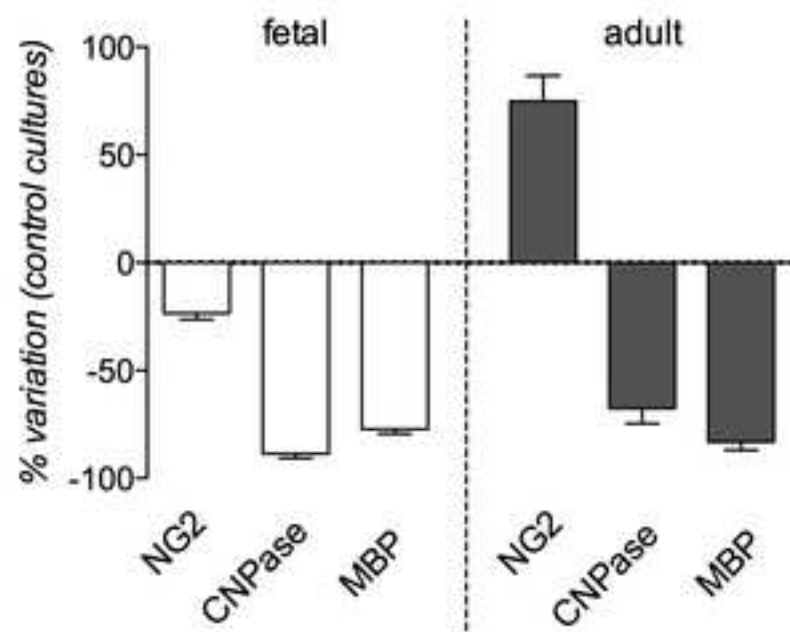 fetal
adult
% variation (control cultures)
100
50
0
-50
-100
NG2
CNPase
MBP
NG2
CNPase
MBP